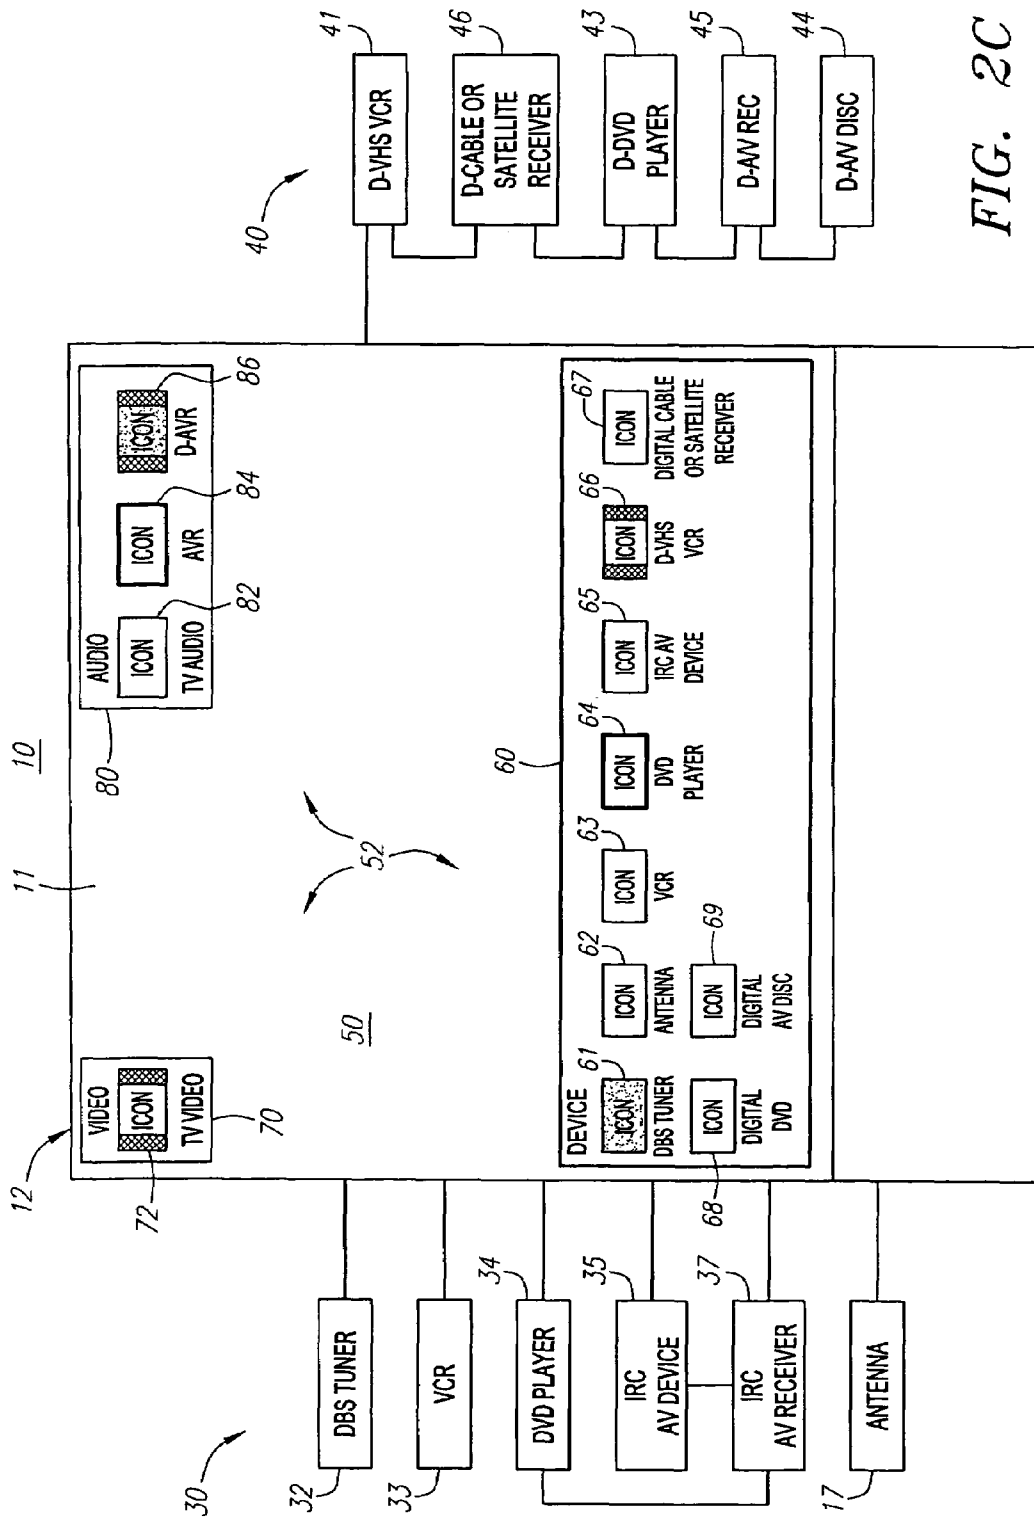 10
12
11
VIDEO
ICON
TV VIDEO
72
70
80
AUDIO
ICON
TV AUDIO
82
ICON
AVR
84
ICON
D-AVR
86
50
52
60
DEVICE
61
ICON
DBS TUNER
62
ICON
ANTENNA
63
ICON
VCR
64
ICON
DVD
PLAYER
65
ICON
IRC AV
DEVICE
66
ICON
D-VHS
VCR
67
ICON
DIGITAL CABLE
OR SATELLITE
RECEIVER
68
ICON
DIGITAL
DVD
69
ICON
DIGITAL
AV DISC
30
32
DBS TUNER
33
VCR
34
DVD PLAYER
35
IRC
AV DEVICE
37
IRC
AV RECEIVER
17
ANTENNA
40
41
D-VHS VCR
46
D-CABLE OR
SATELLITE
RECEIVER
43
D-DVD
PLAYER
45
D-A/V REC
44
D-A/V DISC
FIG. 2C